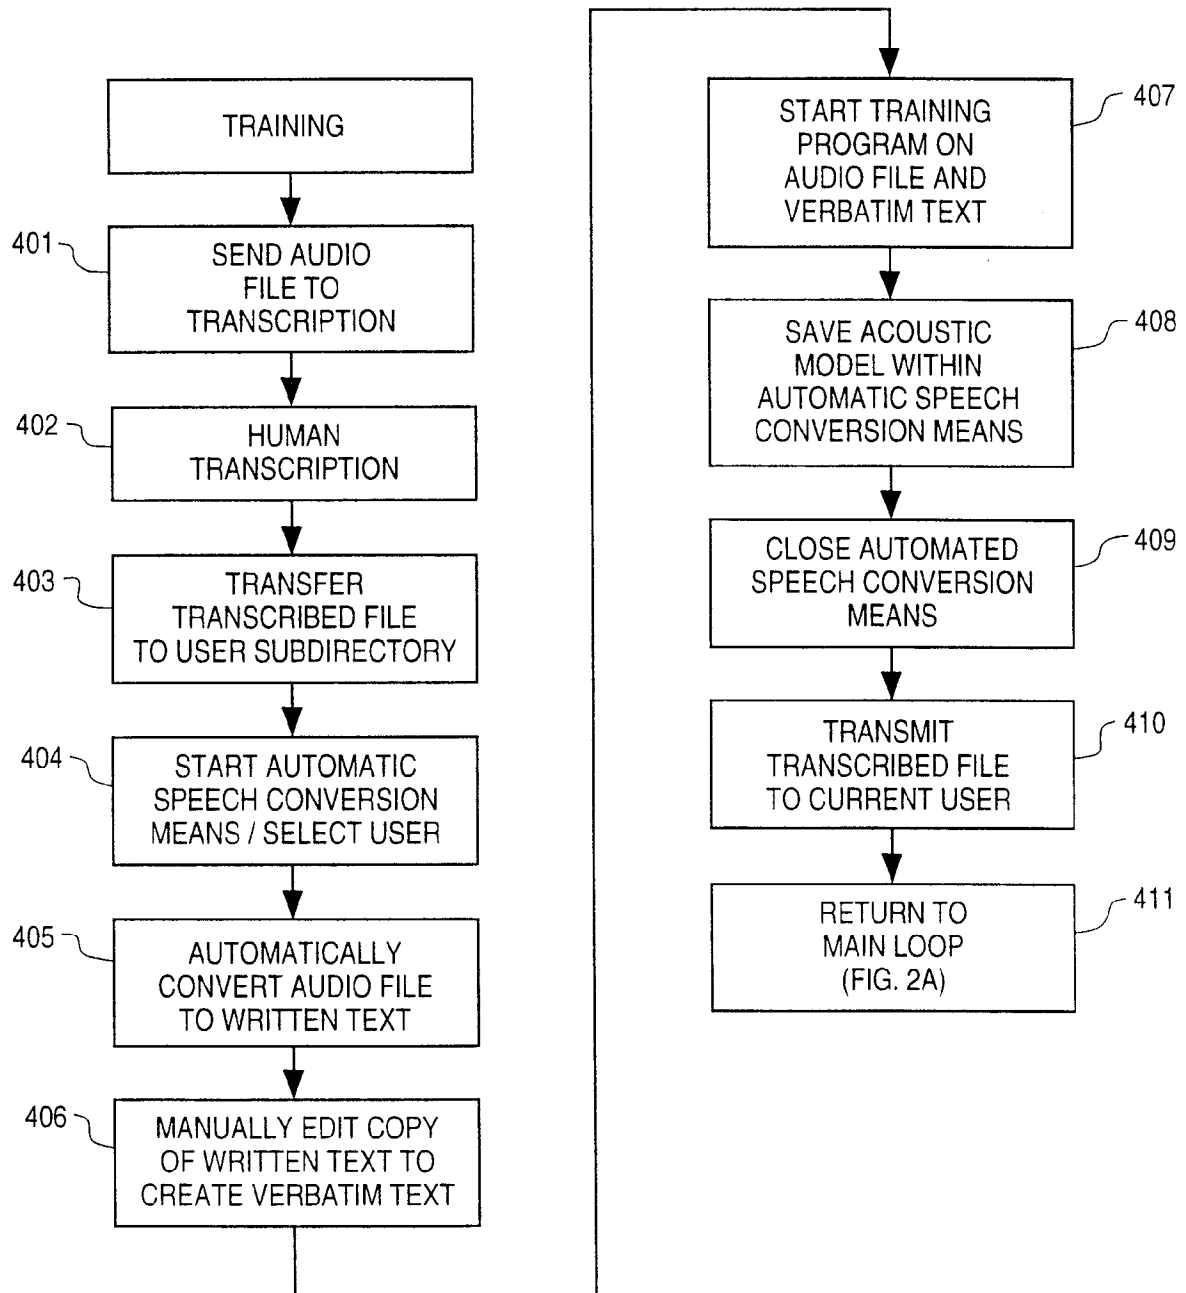 TRAINING
401
SEND AUDIO
FILE TO
TRANSCRIPTION
402
HUMAN
TRANSCRIPTION
403
TRANSFER
TRANSCRIBED FILE
TO USER SUBDIRECTORY
404
START AUTOMATIC
SPEECH CONVERSION
MEANS / SELECT USER
405
AUTOMATICALLY
CONVERT AUDIO FILE
TO WRITTEN TEXT
406
MANUALLY EDIT COPY
OF WRITTEN TEXT TO
CREATE VERBATIM TEXT
407
START TRAINING
PROGRAM ON
AUDIO FILE AND
VERBATIM TEXT
408
SAVE ACOUSTIC
MODEL WITHIN
AUTOMATIC SPEECH
CONVERSION MEANS
409
CLOSE AUTOMATED
SPEECH CONVERSION
MEANS
410
TRANSMIT
TRANSCRIBED FILE
TO CURRENT USER
411
RETURN TO
MAIN LOOP
(FIG. 2A)